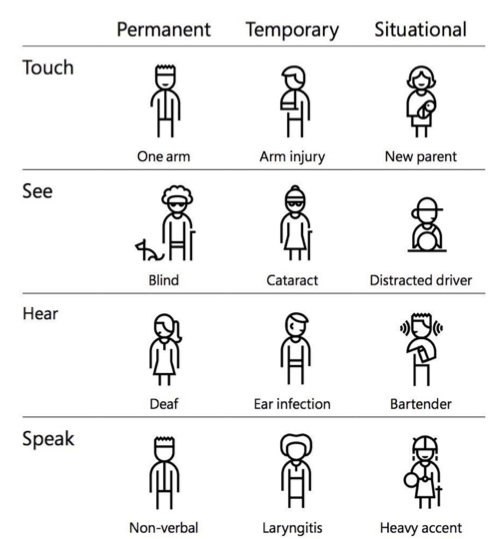 Permanent Temporary Situational
Touch
One arm Arm injury New parent
See
Blind Cataract Distracted driver
Hear
Deaf Ear infection Bartender
Speak
Non-verbal Laryngitis Heavy accent